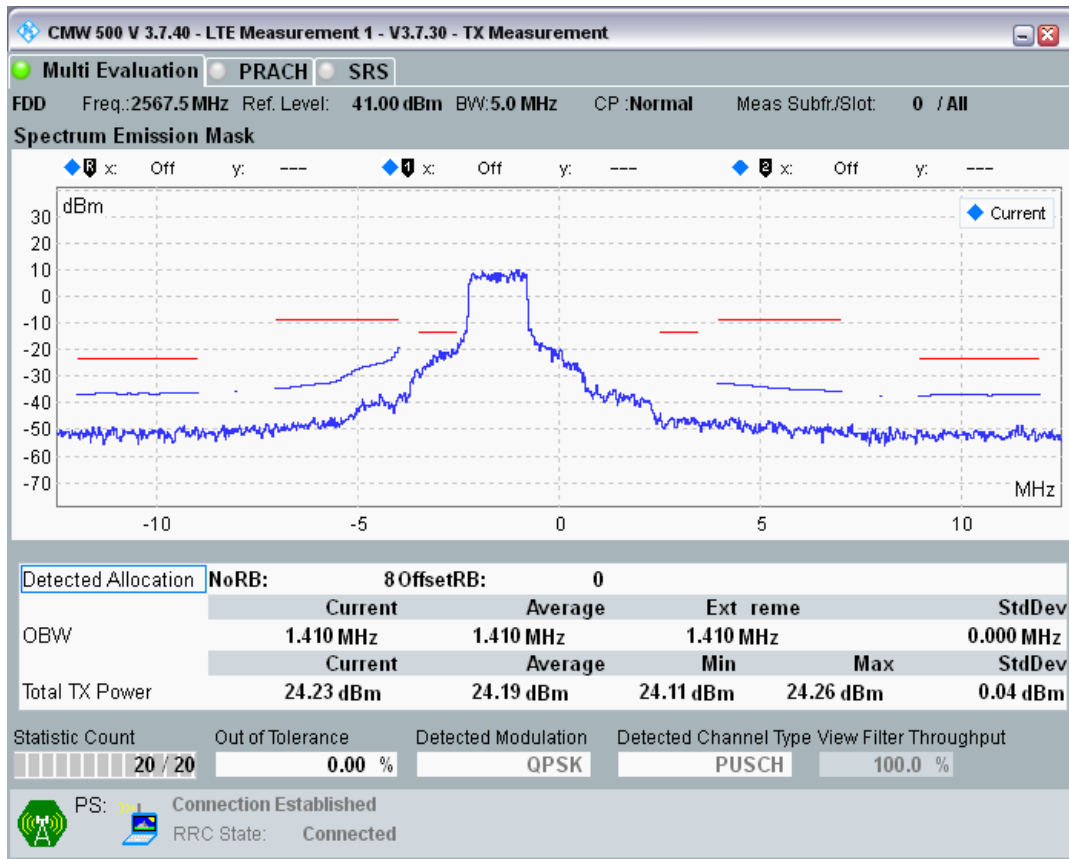 CMW 500 V 3.7.40 - LTE Measurement 1 - V3.7.30 - TX Measurement
Multi Evaluation PRACH SRS
FDD Freq.:2567.5 MHz Ref. Level: 41.00 dBm BW:5.0 MHz CP :Normal Meas Subfr./Slot: 0 / All
Spectrum Emission Mask
R x: Off y: --- 1 x: Off y: --- 2 x: Off y: ---
dBm
Current
30
20
10
0
-10
-20
-30
-40
-50
-60
-70
MHz
-10 -5 0 5 10
Detected Allocation NoRB: 8 OffsetRB: 0
Current Average Ext reme StdDev
OBW 1.410 MHz 1.410 MHz 1.410 MHz 0.000 MHz
Current Average Min Max StdDev
Total TX Power 24.23 dBm 24.19 dBm 24.11 dBm 24.26 dBm 0.04 dBm
Statistic Count Out of Tolerance Detected Modulation Detected Channel Type View Filter Throughput
20 / 20 0.00 % QPSK PUSCH 100.0 %
PS: Connection Established
RRC State: Connected